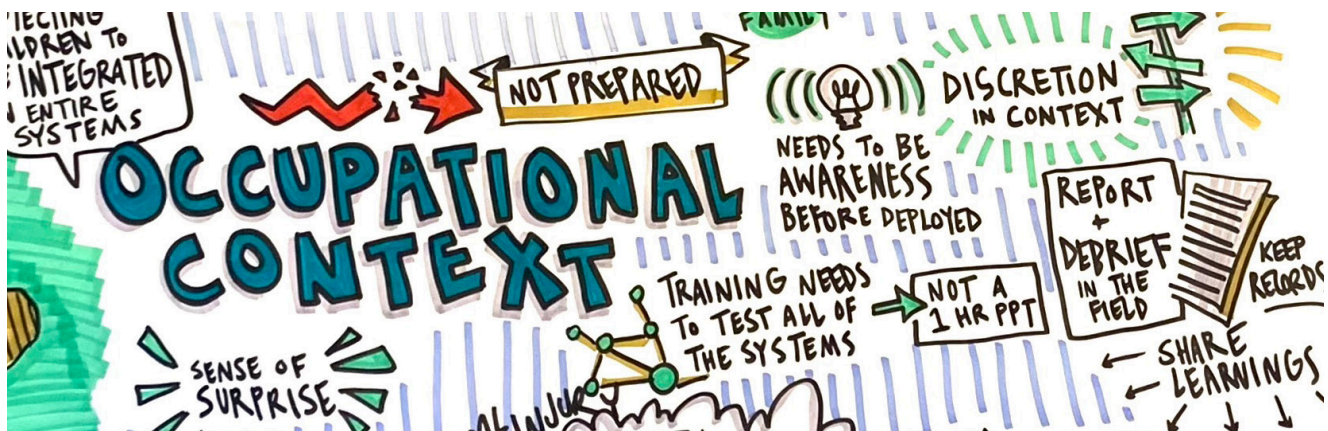 INTEGRATED
ENTIRE
SYSTEMS
NOT PREPARED
FAMILY
OCCUPATIONAL
CONTEXT
NEEDS TO BE
AWARENESS
BEFORE DEPLOYED
DISCRETION
IN CONTEXT
REPORT
+
DEBRIEF
IN THE
FIELD
KEEP
RECORDS
TRAINING NEEDS
TO TEST ALL OF
THE SYSTEMS
NOT A
1 HR PPT
SHARE
LEARNINGS
SENSE OF
SURPRISE